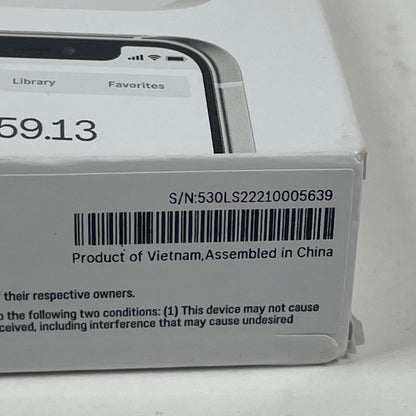 Library Favorites
59.13
S/N:530LS22210005639
Product of Vietnam,Assembled in China
their respective owners.
the following two conditions: (1) This device may not cause
including interference that may cause undesired